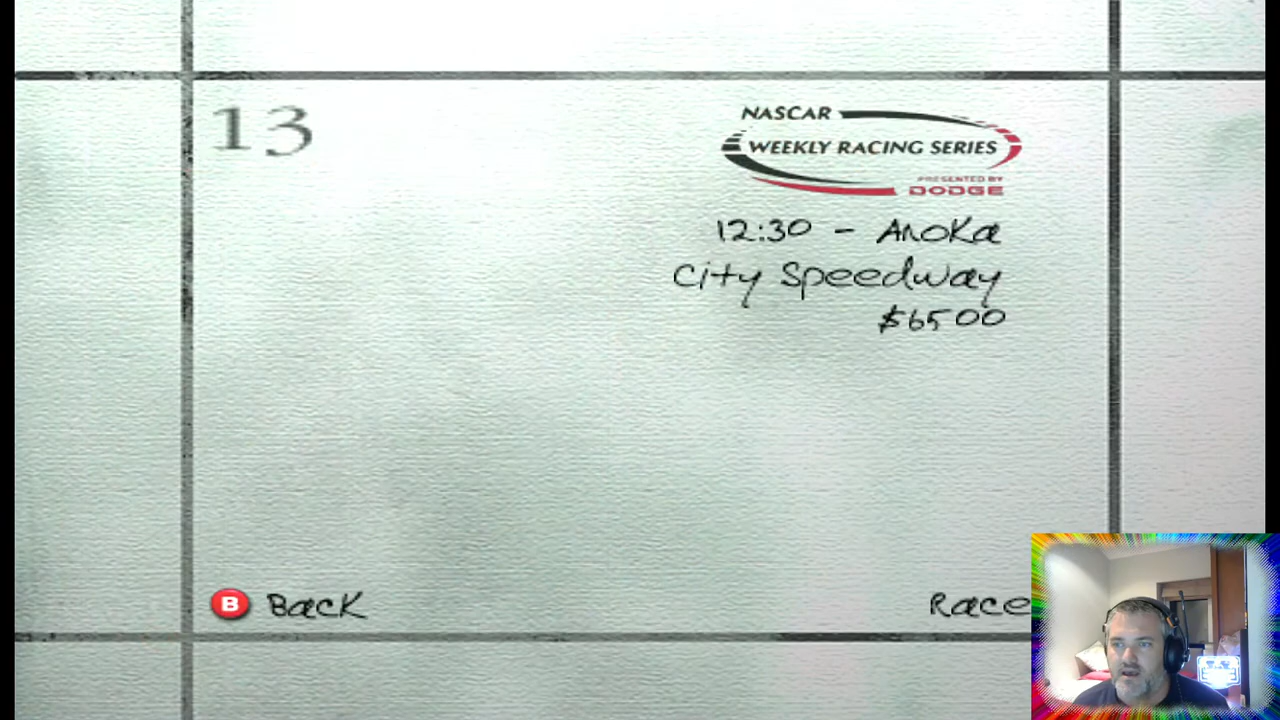 13
NASCAR
WEEKLY RACING SERIES
PRESENTED BY
DODGE
12:30 - Anoka
City Speedway
$6500
B Back
Race